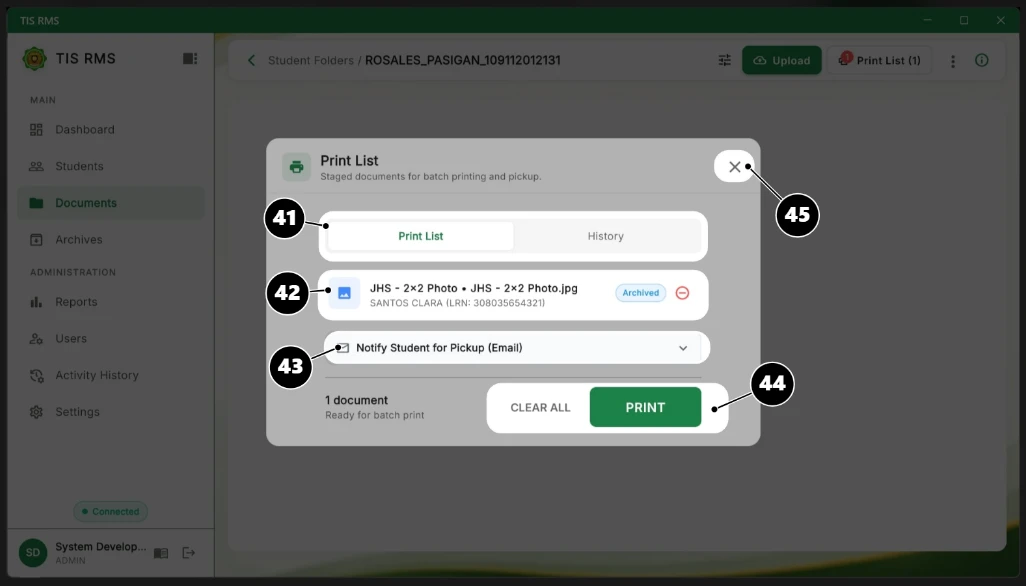 TIS RMS
TIS RMS
Student Folders / ROSALES_PASIGAN_109112012131
Upload
1
Print List (1)
MAIN
Dashboard
Students
Documents
Archives
ADMINISTRATION
Reports
Users
Activity History
Settings
Connected
SD
System Develop...
ADMIN
Print List
Staged documents for batch printing and pickup.
45
41
Print List
History
42
JHS - 2×2 Photo • JHS - 2×2 Photo.jpg
SANTOS CLARA (LRN: 308035654321)
Archived
43
Notify Student for Pickup (Email)
1 document
Ready for batch print
CLEAR ALL
PRINT
44